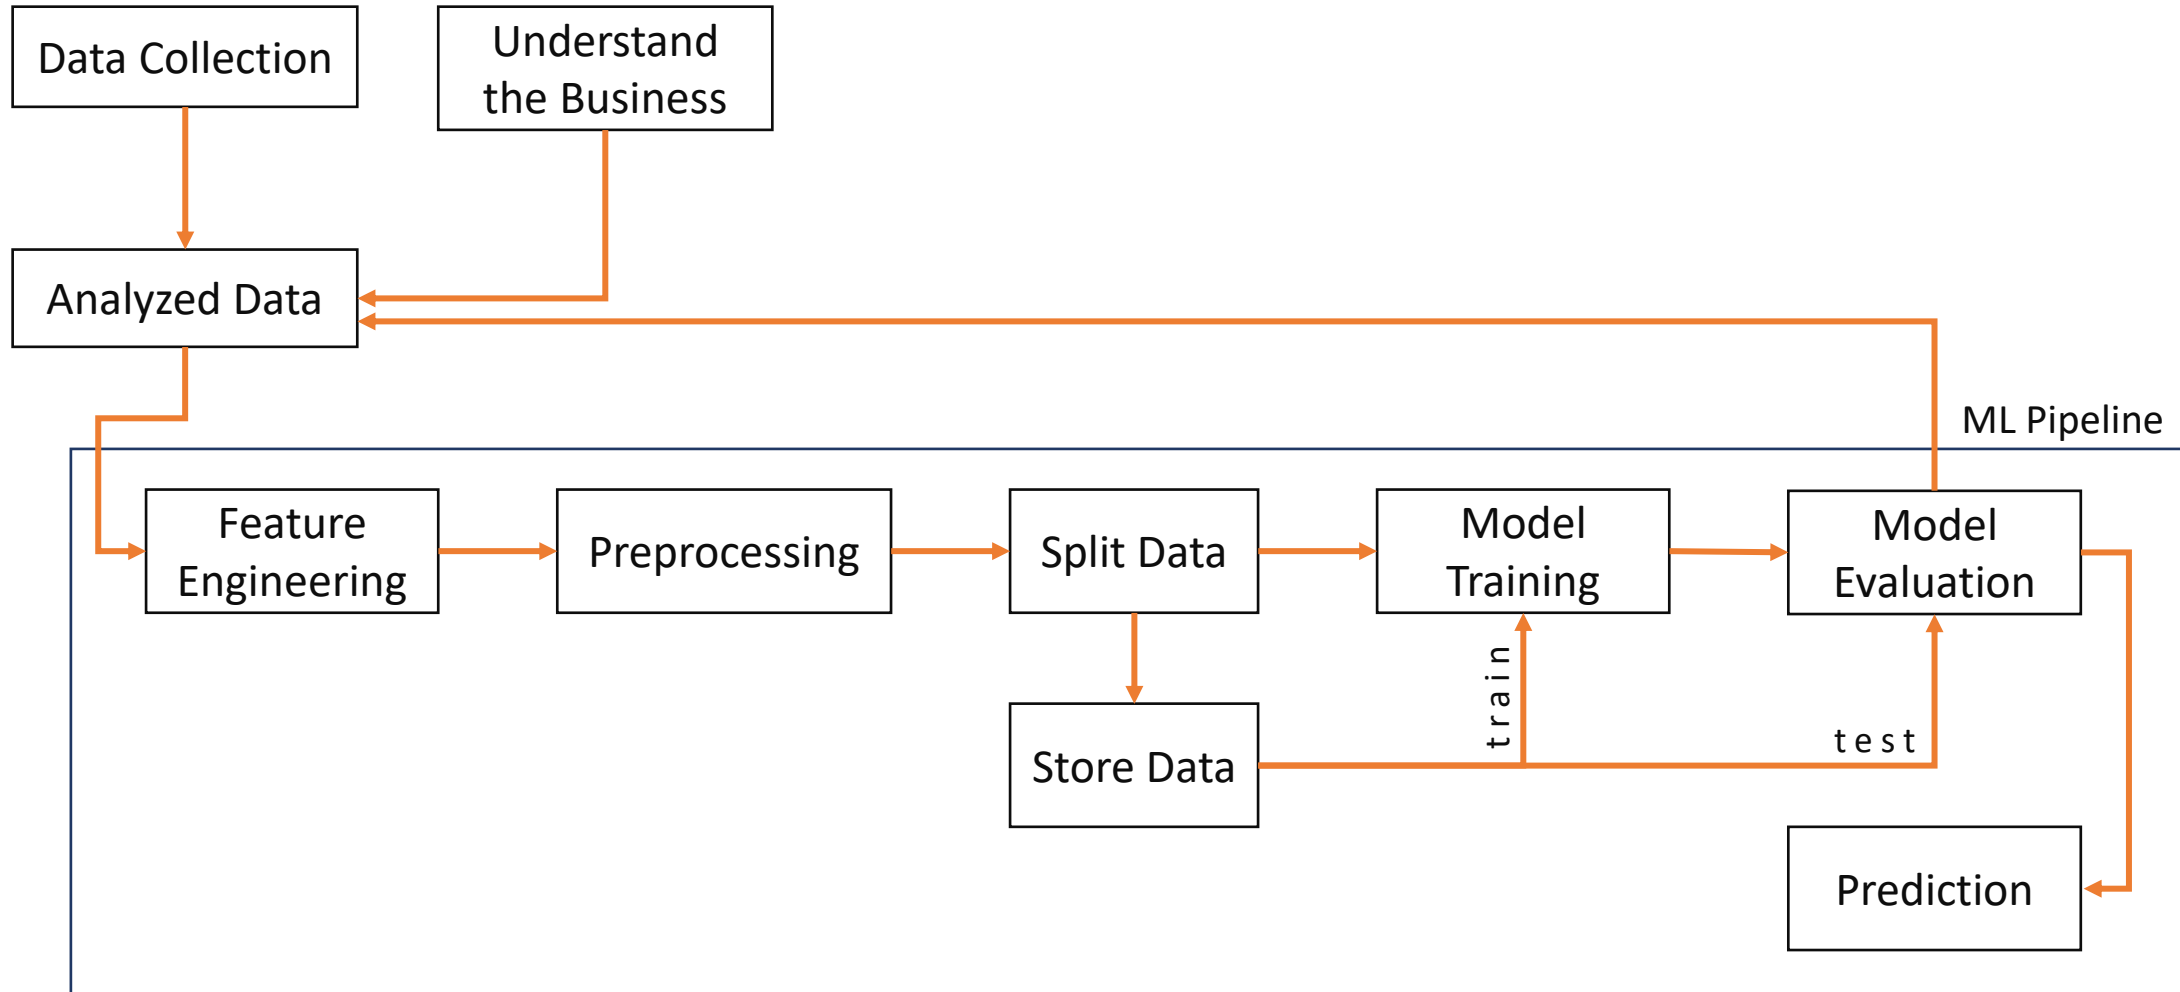 Data Collection
Understand
the Business
Analyzed Data
ML Pipeline
Feature
Engineering
Preprocessing
Split Data
Model
Training
Model
Evaluation
train
test
Store Data
Prediction